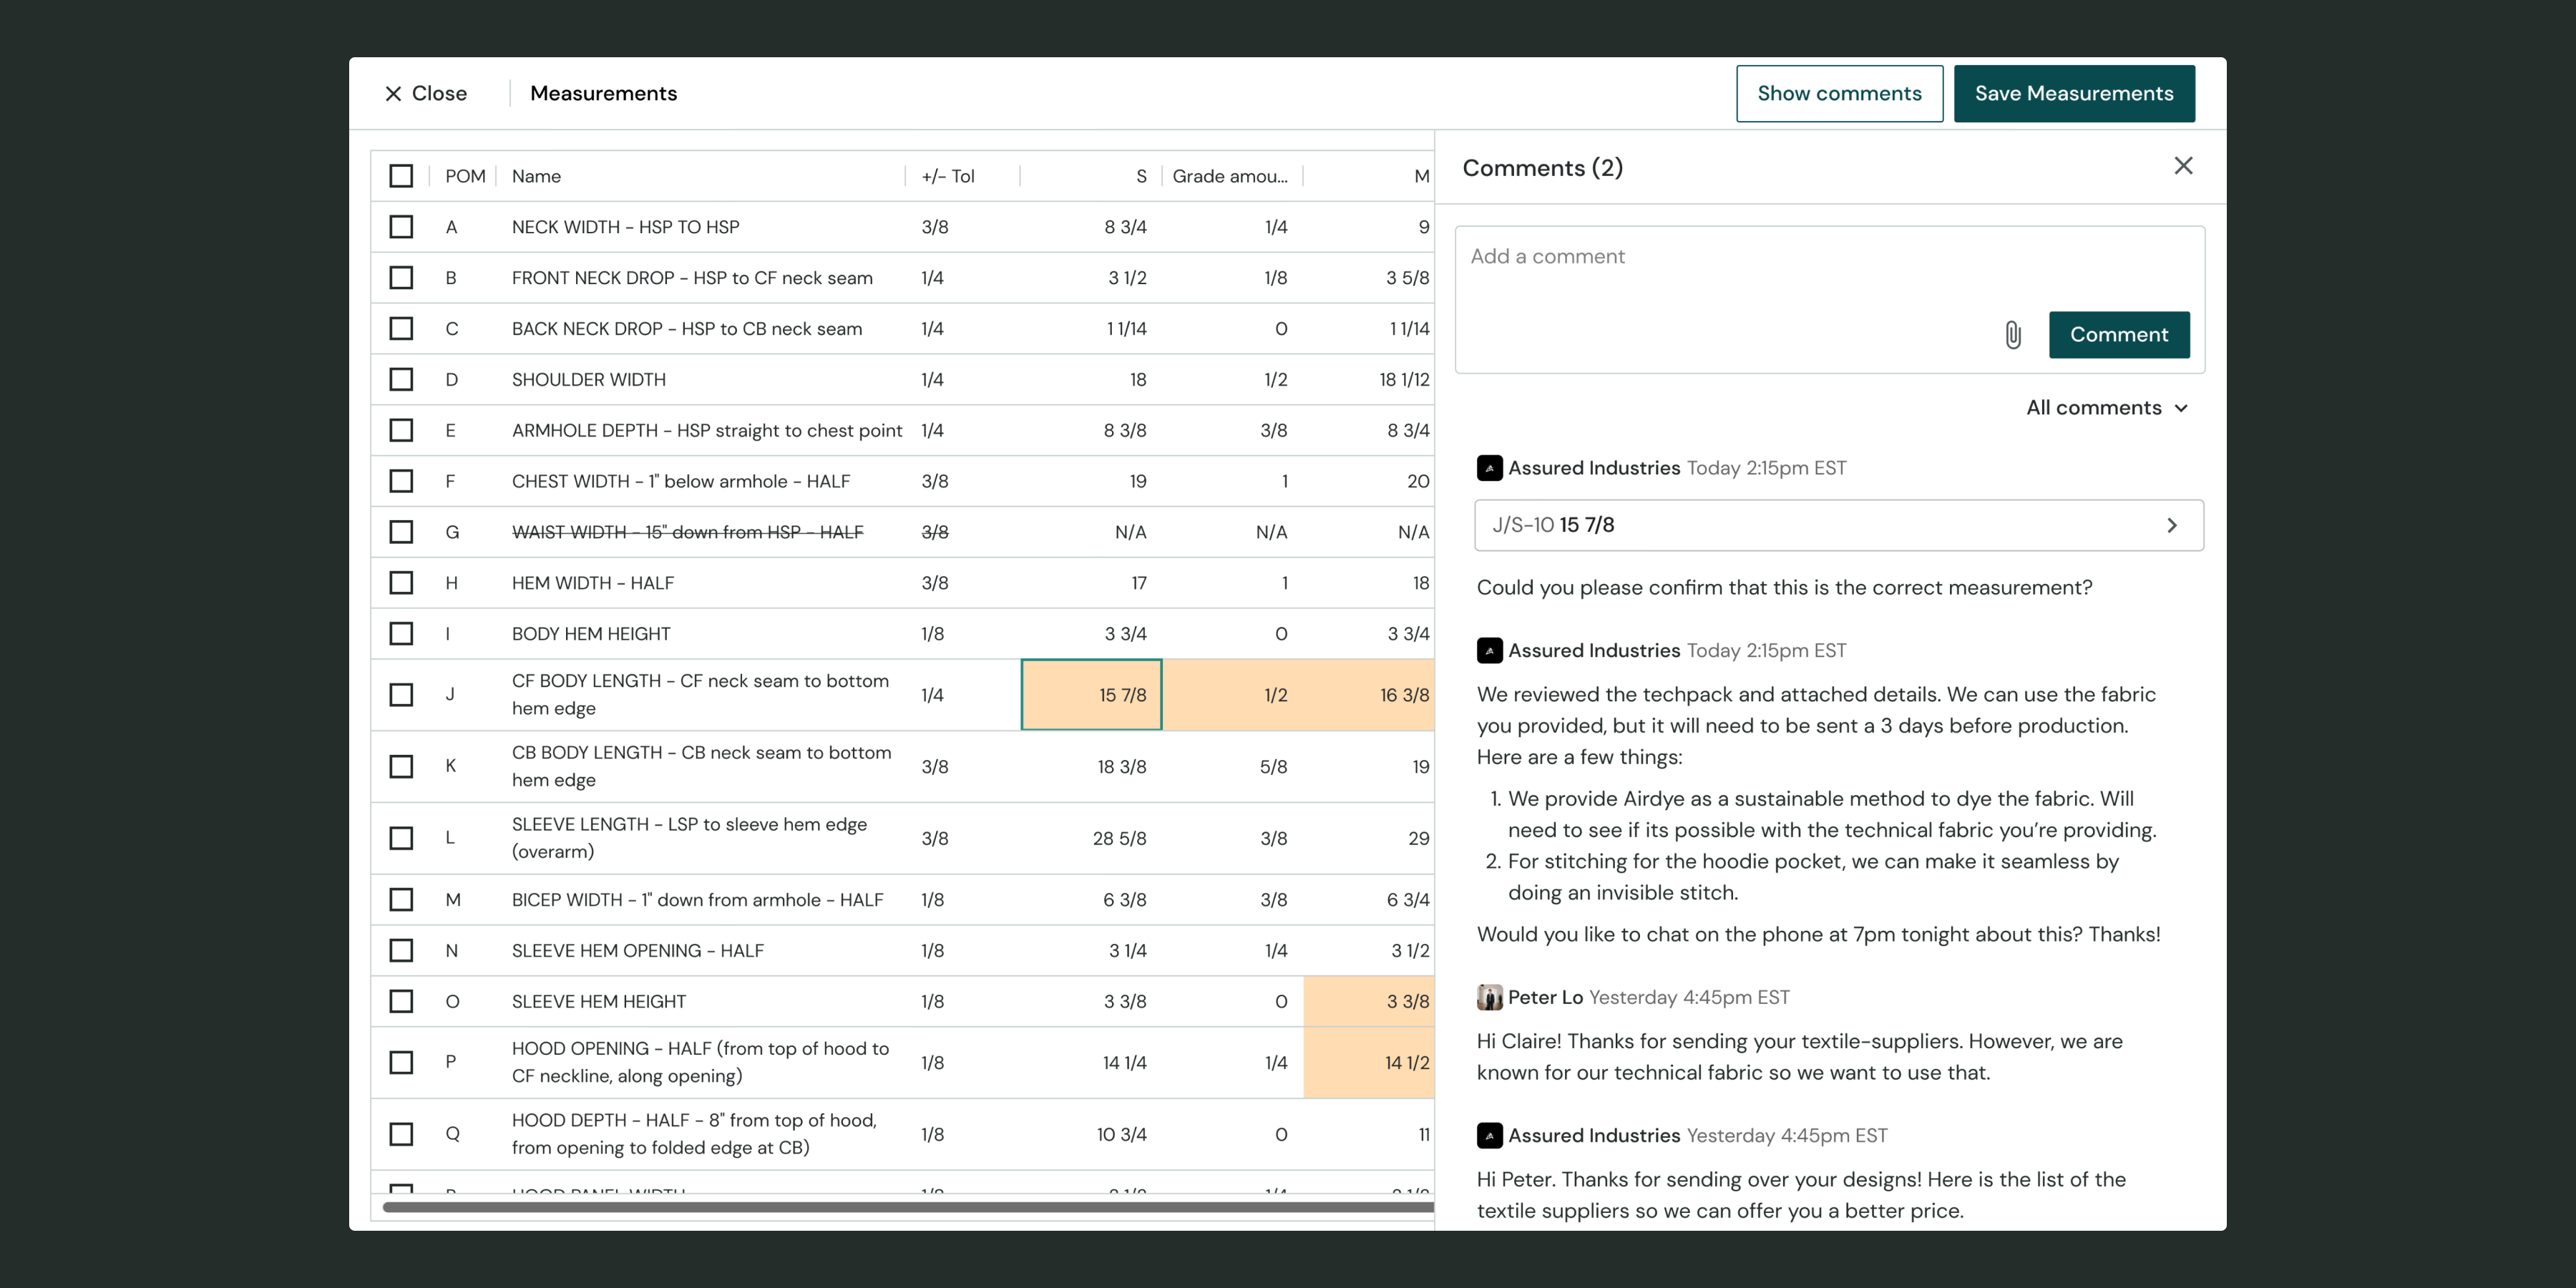 Close
Measurements
Show comments
Save Measurements
POM Name +/- Tol S Grade amou... M
A NECK WIDTH - HSP TO HSP 3/8 8 3/4 1/4 9
B FRONT NECK DROP - HSP to CF neck seam 1/4 3 1/2 1/8 3 5/8
C BACK NECK DROP - HSP to CB neck seam 1/4 1 1/14 0 1 1/14
D SHOULDER WIDTH 1/4 18 1/2 18 1/12
E ARMHOLE DEPTH - HSP straight to chest point 1/4 8 3/8 3/8 8 3/4
F CHEST WIDTH - 1" below armhole - HALF 3/8 19 1 20
G WAIST WIDTH - 15" down from HSP - HALF 3/8 N/A N/A N/A
H HEM WIDTH - HALF 3/8 17 1 18
I BODY HEM HEIGHT 1/8 3 3/4 0 3 3/4
J CF BODY LENGTH - CF neck seam to bottom
hem edge 1/4 15 7/8 1/2 16 3/8
K CB BODY LENGTH - CB neck seam to bottom
hem edge 3/8 18 3/8 5/8 19
L SLEEVE LENGTH - LSP to sleeve hem edge
(overarm) 3/8 28 5/8 3/8 29
M BICEP WIDTH - 1" down from armhole - HALF 1/8 6 3/8 3/8 6 3/4
N SLEEVE HEM OPENING - HALF 1/8 3 1/4 1/4 3 1/2
O SLEEVE HEM HEIGHT 1/8 3 3/8 0 3 3/8
P HOOD OPENING - HALF (from top of hood to
CF neckline, along opening) 1/8 14 1/4 1/4 14 1/2
Q HOOD DEPTH - HALF - 8" from top of hood,
from opening to folded edge at CB) 1/8 10 3/4 0 11
HOOD PANEL WIDTH
Comments (2)
Add a comment
Comment
All comments
Assured Industries Today 2:15pm EST
J/S-10 15 7/8
Could you please confirm that this is the correct measurement?
Assured Industries Today 2:15pm EST
We reviewed the techpack and attached details. We can use the fabric
you provided, but it will need to be sent a 3 days before production.
Here are a few things:
1. We provide Airdye as a sustainable method to dye the fabric. Will
need to see if its possible with the technical fabric you’re providing.
2. For stitching for the hoodie pocket, we can make it seamless by
doing an invisible stitch.
Would you like to chat on the phone at 7pm tonight about this? Thanks!
Peter Lo Yesterday 4:45pm EST
Hi Claire! Thanks for sending your textile-suppliers. However, we are
known for our technical fabric so we want to use that.
Assured Industries Yesterday 4:45pm EST
Hi Peter. Thanks for sending over your designs! Here is the list of the
textile suppliers so we can offer you a better price.